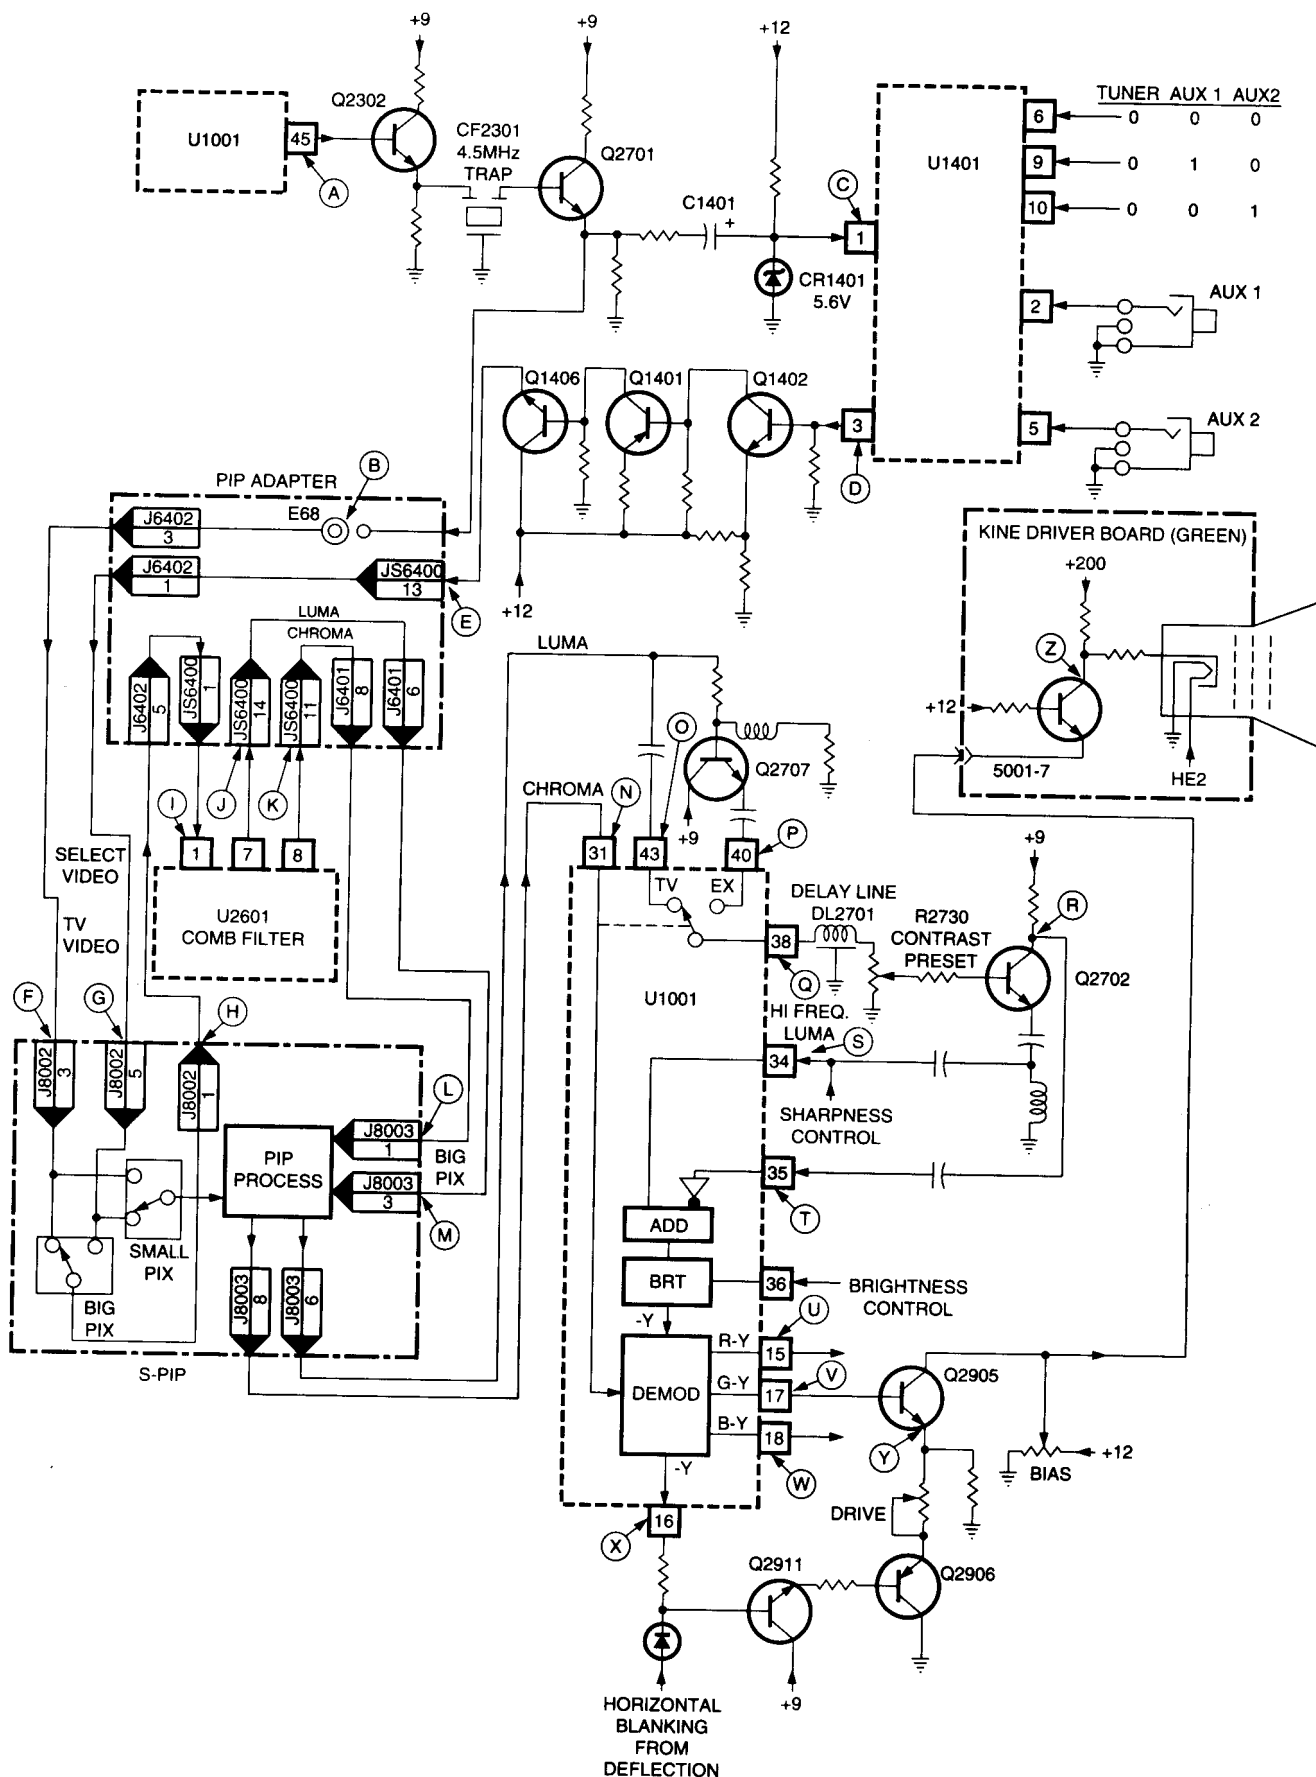 +9
+9
+12
Q2302
U1001
45
A
CF2301
4.5MHz
TRAP
Q2701
C1401
+
C
1
CR1401
5.6V
U1401
TUNER AUX 1 AUX2
6
0 0 0
9
0 1 0
10
0 0 1
2
AUX 1
5
AUX 2
Q1406
Q1401
Q1402
3
D
+12
PIP ADAPTER
B
E68
J6402
3
J6402
1
JS6400
13
E
LUMA
CHROMA
J6402
5
JS6400
1
JS6400
14
JS6400
11
J6401
8
J6401
6
I
J
K
1
7
8
U2601
COMB FILTER
SELECT
VIDEO
TV
VIDEO
F
G
H
J8002
3
J8002
5
J8002
1
PIP
PROCESS
J8003
1
J8003
3
L
BIG
PIX
M
SMALL
PIX
BIG
PIX
J8003
8
J8003
6
S-PIP
KINE DRIVER BOARD (GREEN)
+200
Z
+12
5001-7
HE2
LUMA
O
Q2707
CHROMA
N
+9
P
31
43
40
TV
EX
38
Q
DELAY LINE
DL2701
R2730
CONTRAST
PRESET
+9
R
Q2702
U1001
HI FREQ.
LUMA
S
34
SHARPNESS
CONTROL
35
T
ADD
BRT
36
BRIGHTNESS
CONTROL
-Y
U
R-Y
15
DEMOD
G-Y
17
V
B-Y
18
W
-Y
16
X
Q2905
Y
+12
BIAS
DRIVE
Q2911
Q2906
+9
HORIZONTAL
BLANKING
FROM
DEFLECTION